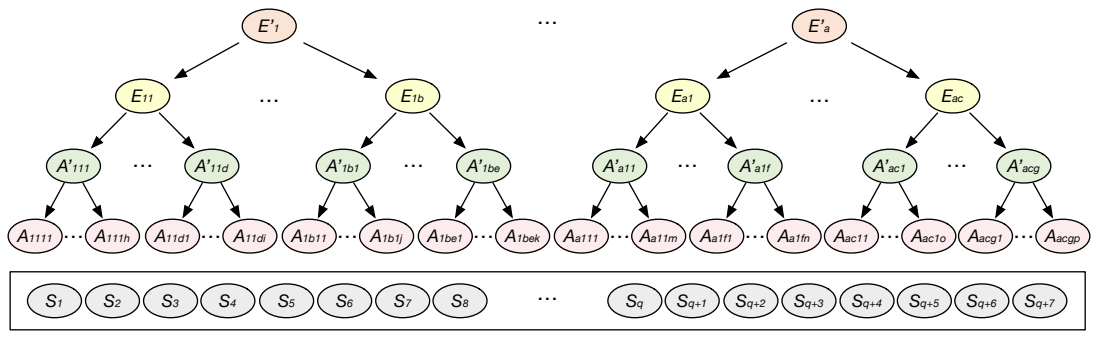 E'1 ... E'a
E11 ... E1b Ea1 ... Eac
A'111 ... A'11d A'1b1 ... A'1be A'a11 ... A'a1f A'ac1 ... A'acg
A1111 ... A111h A11d1 ... A11di A1b11 ... A1b1j A1be1 ... A1bek Aa111 ... Aa11m Aa1f1 ... Aa1fn Aac11 ... Aac1o Aacg1 ... Aacgp
S1 S2 S3 S4 S5 S6 S7 S8 ... Sq Sq+1 Sq+2 Sq+3 Sq+4 Sq+5 Sq+6 Sq+7